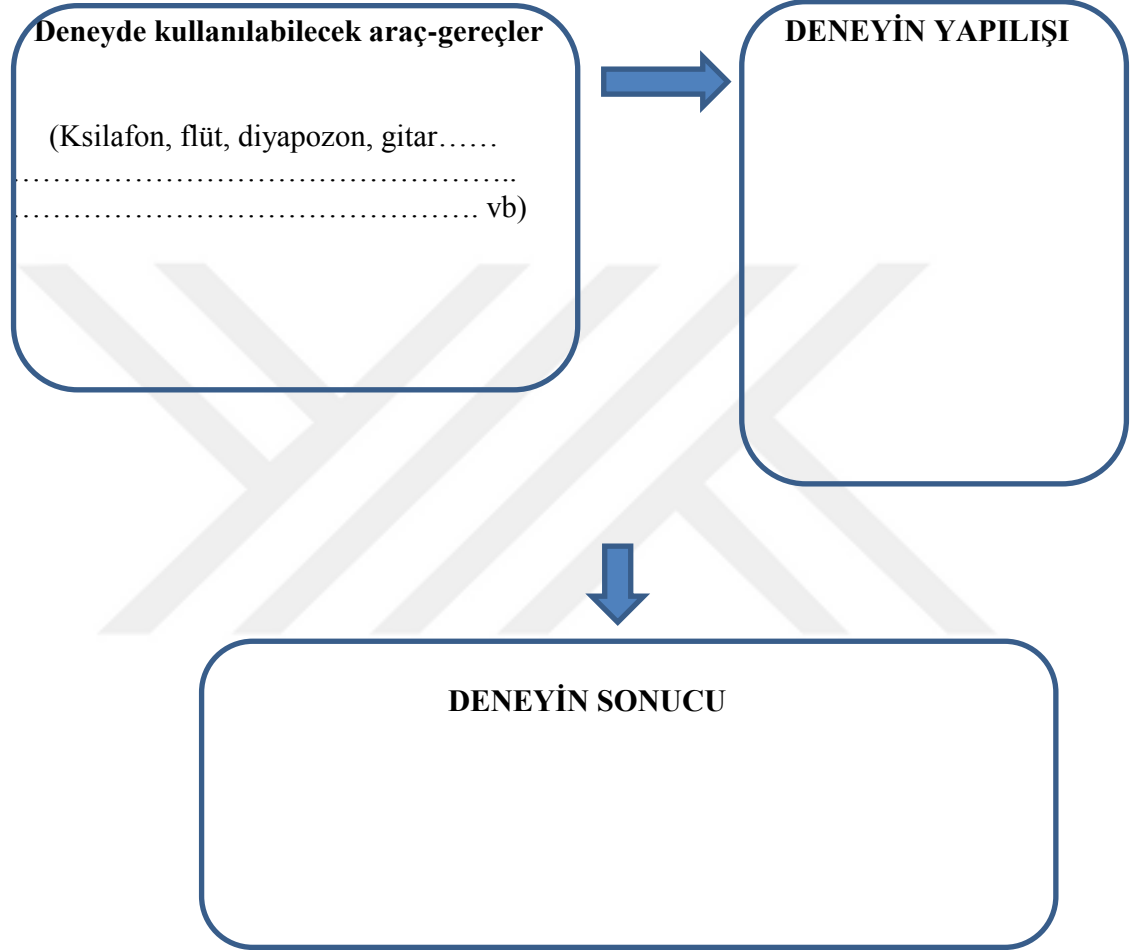 Deneyde kullanılabilecek araç-gereçler
(Ksilafon, flüt, diyapozon, gitar……
……………………………………………..
…………………………………………. vb)
DENEYİN YAPILIŞI
DENEYİN SONUCU